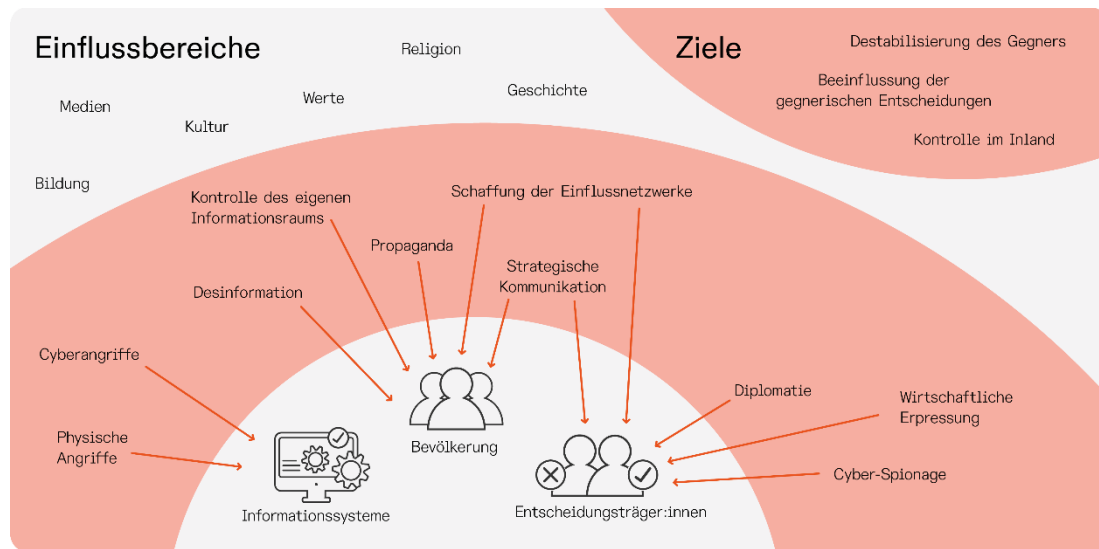 Einflussbereiche
Religion
Werte
Geschichte
Medien
Kultur
Bildung
Ziele
Destabilisierung des Gegners
Beeinflussung der
gegnerischen Entscheidungen
Kontrolle im Inland
Kontrolle des eigenen
Informationsraums
Schaffung der Einflussnetzwerke
Propaganda
Strategische
Kommunikation
Desinformation
Cyberangriffe
Physische
Angriffe
Diplomatie
Wirtschaftliche
Erpressung
Cyber-Spionage
Bevölkerung
Informationssysteme
Entscheidungsträger:innen